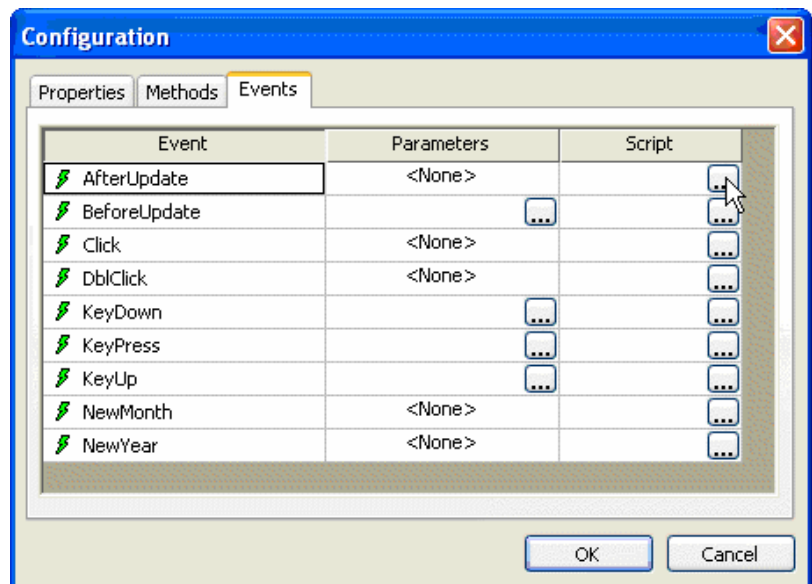 Configuration
Properties Methods Events
Event Parameters Script
AfterUpdate <None> ...
BeforeUpdate ... ...
Click <None> ...
DblClick <None> ...
KeyDown ... ...
KeyPress ... ...
KeyUp ... ...
NewMonth <None> ...
NewYear <None> ...
OK Cancel